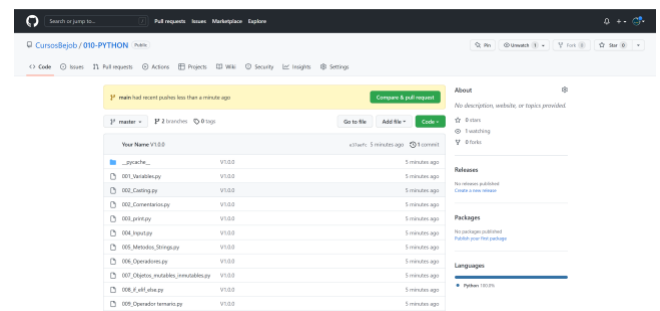 Search or jump to... / Pull requests Issues Marketplace Explore
CursosBejob / 010-PYTHON Public
Pin Unwatch 1 Fork 0 Star 0
Code Issues Pull requests Actions Projects Wiki Security Insights Settings
main had recent pushes less than a minute ago Compare & pull request
master 2 branches 0 tags Go to file Add file Code
Your Name V1.0.0 5 minutes ago 1 commit
__pycache__ V1.0.0 5 minutes ago
001_Variables.py V1.0.0 5 minutes ago
002_Casting.py V1.0.0 5 minutes ago
002_Comentarios.py V1.0.0 5 minutes ago
003_print.py V1.0.0 5 minutes ago
004_Input.py V1.0.0 5 minutes ago
005_Metodos_Strings.py V1.0.0 5 minutes ago
006_Operadores.py V1.0.0 5 minutes ago
007_Objetos_mutables_inmutables.py V1.0.0 5 minutes ago
008_if_elif_else.py V1.0.0 5 minutes ago
009_Operador ternario.py V1.0.0 5 minutes ago
About
No description, website, or topics provided.
0 stars
1 watching
0 forks
Releases
No releases published
Create a new release
Packages
No packages published
Publish your first package
Languages
Python 100.0%